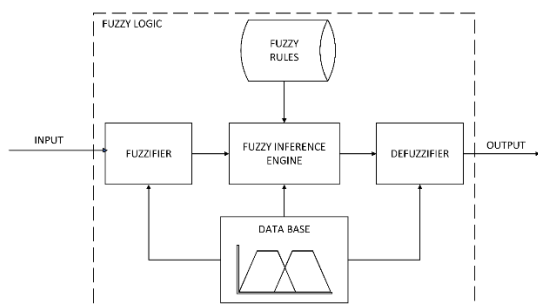 FUZZY LOGIC
FUZZY
RULES
INPUT
FUZZIFIER
FUZZY INFERENCE
ENGINE
DEFUZZIFIER
OUTPUT
DATA BASE